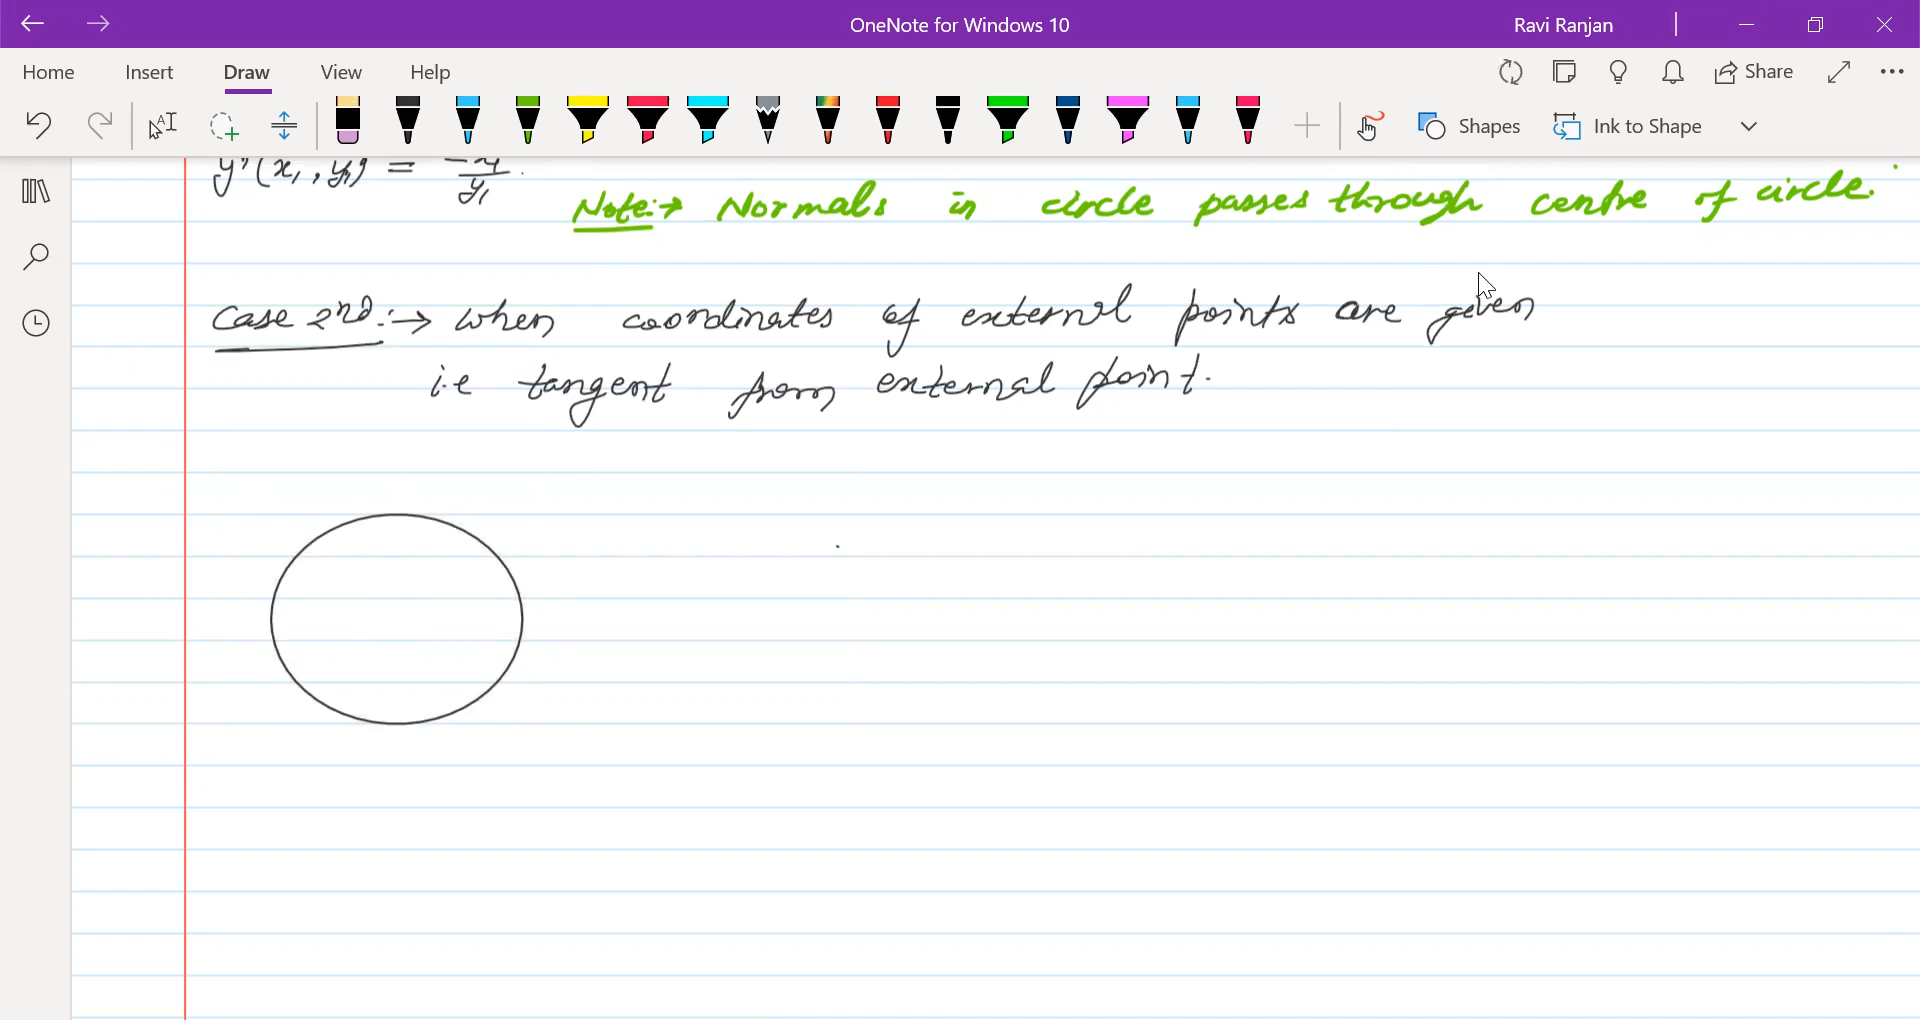 OneNote for Windows 10
Ravi Ranjan
Home Insert Draw View Help
Share
Shapes
Ink to Shape
y'(x₁, y₁) = -x₁/y₁.
Note:→ Normals in circle passes through centre of circle.
Case 2nd:→ when coordinates of external points are given
i.e tangent from external point.